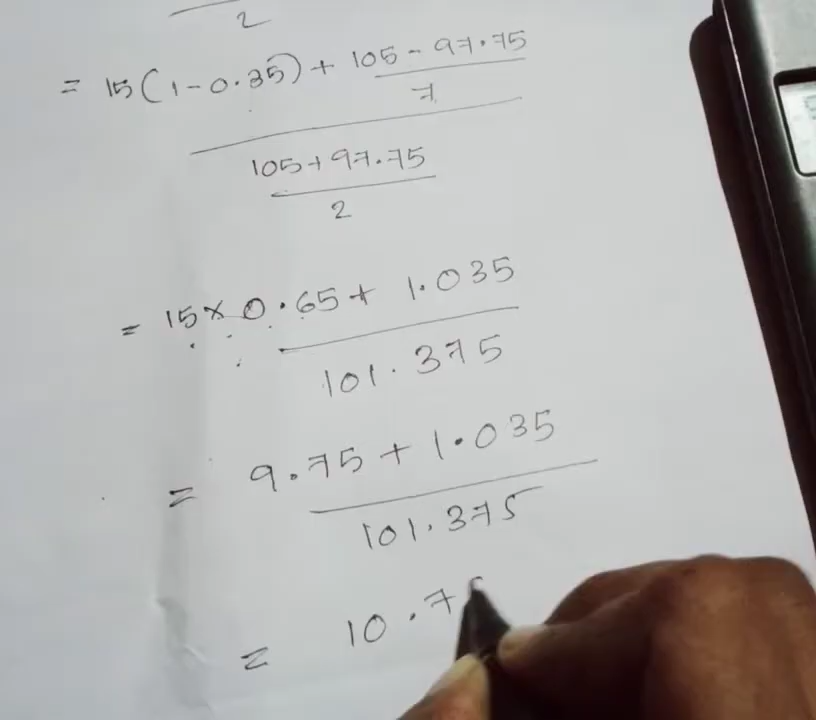 2
= 15(1-0.35) + 105 - 97.75
7
105+97.75
2
= 15 x 0.65 + 1.035
101.375
= 9.75 + 1.035
101.375
= 10.78